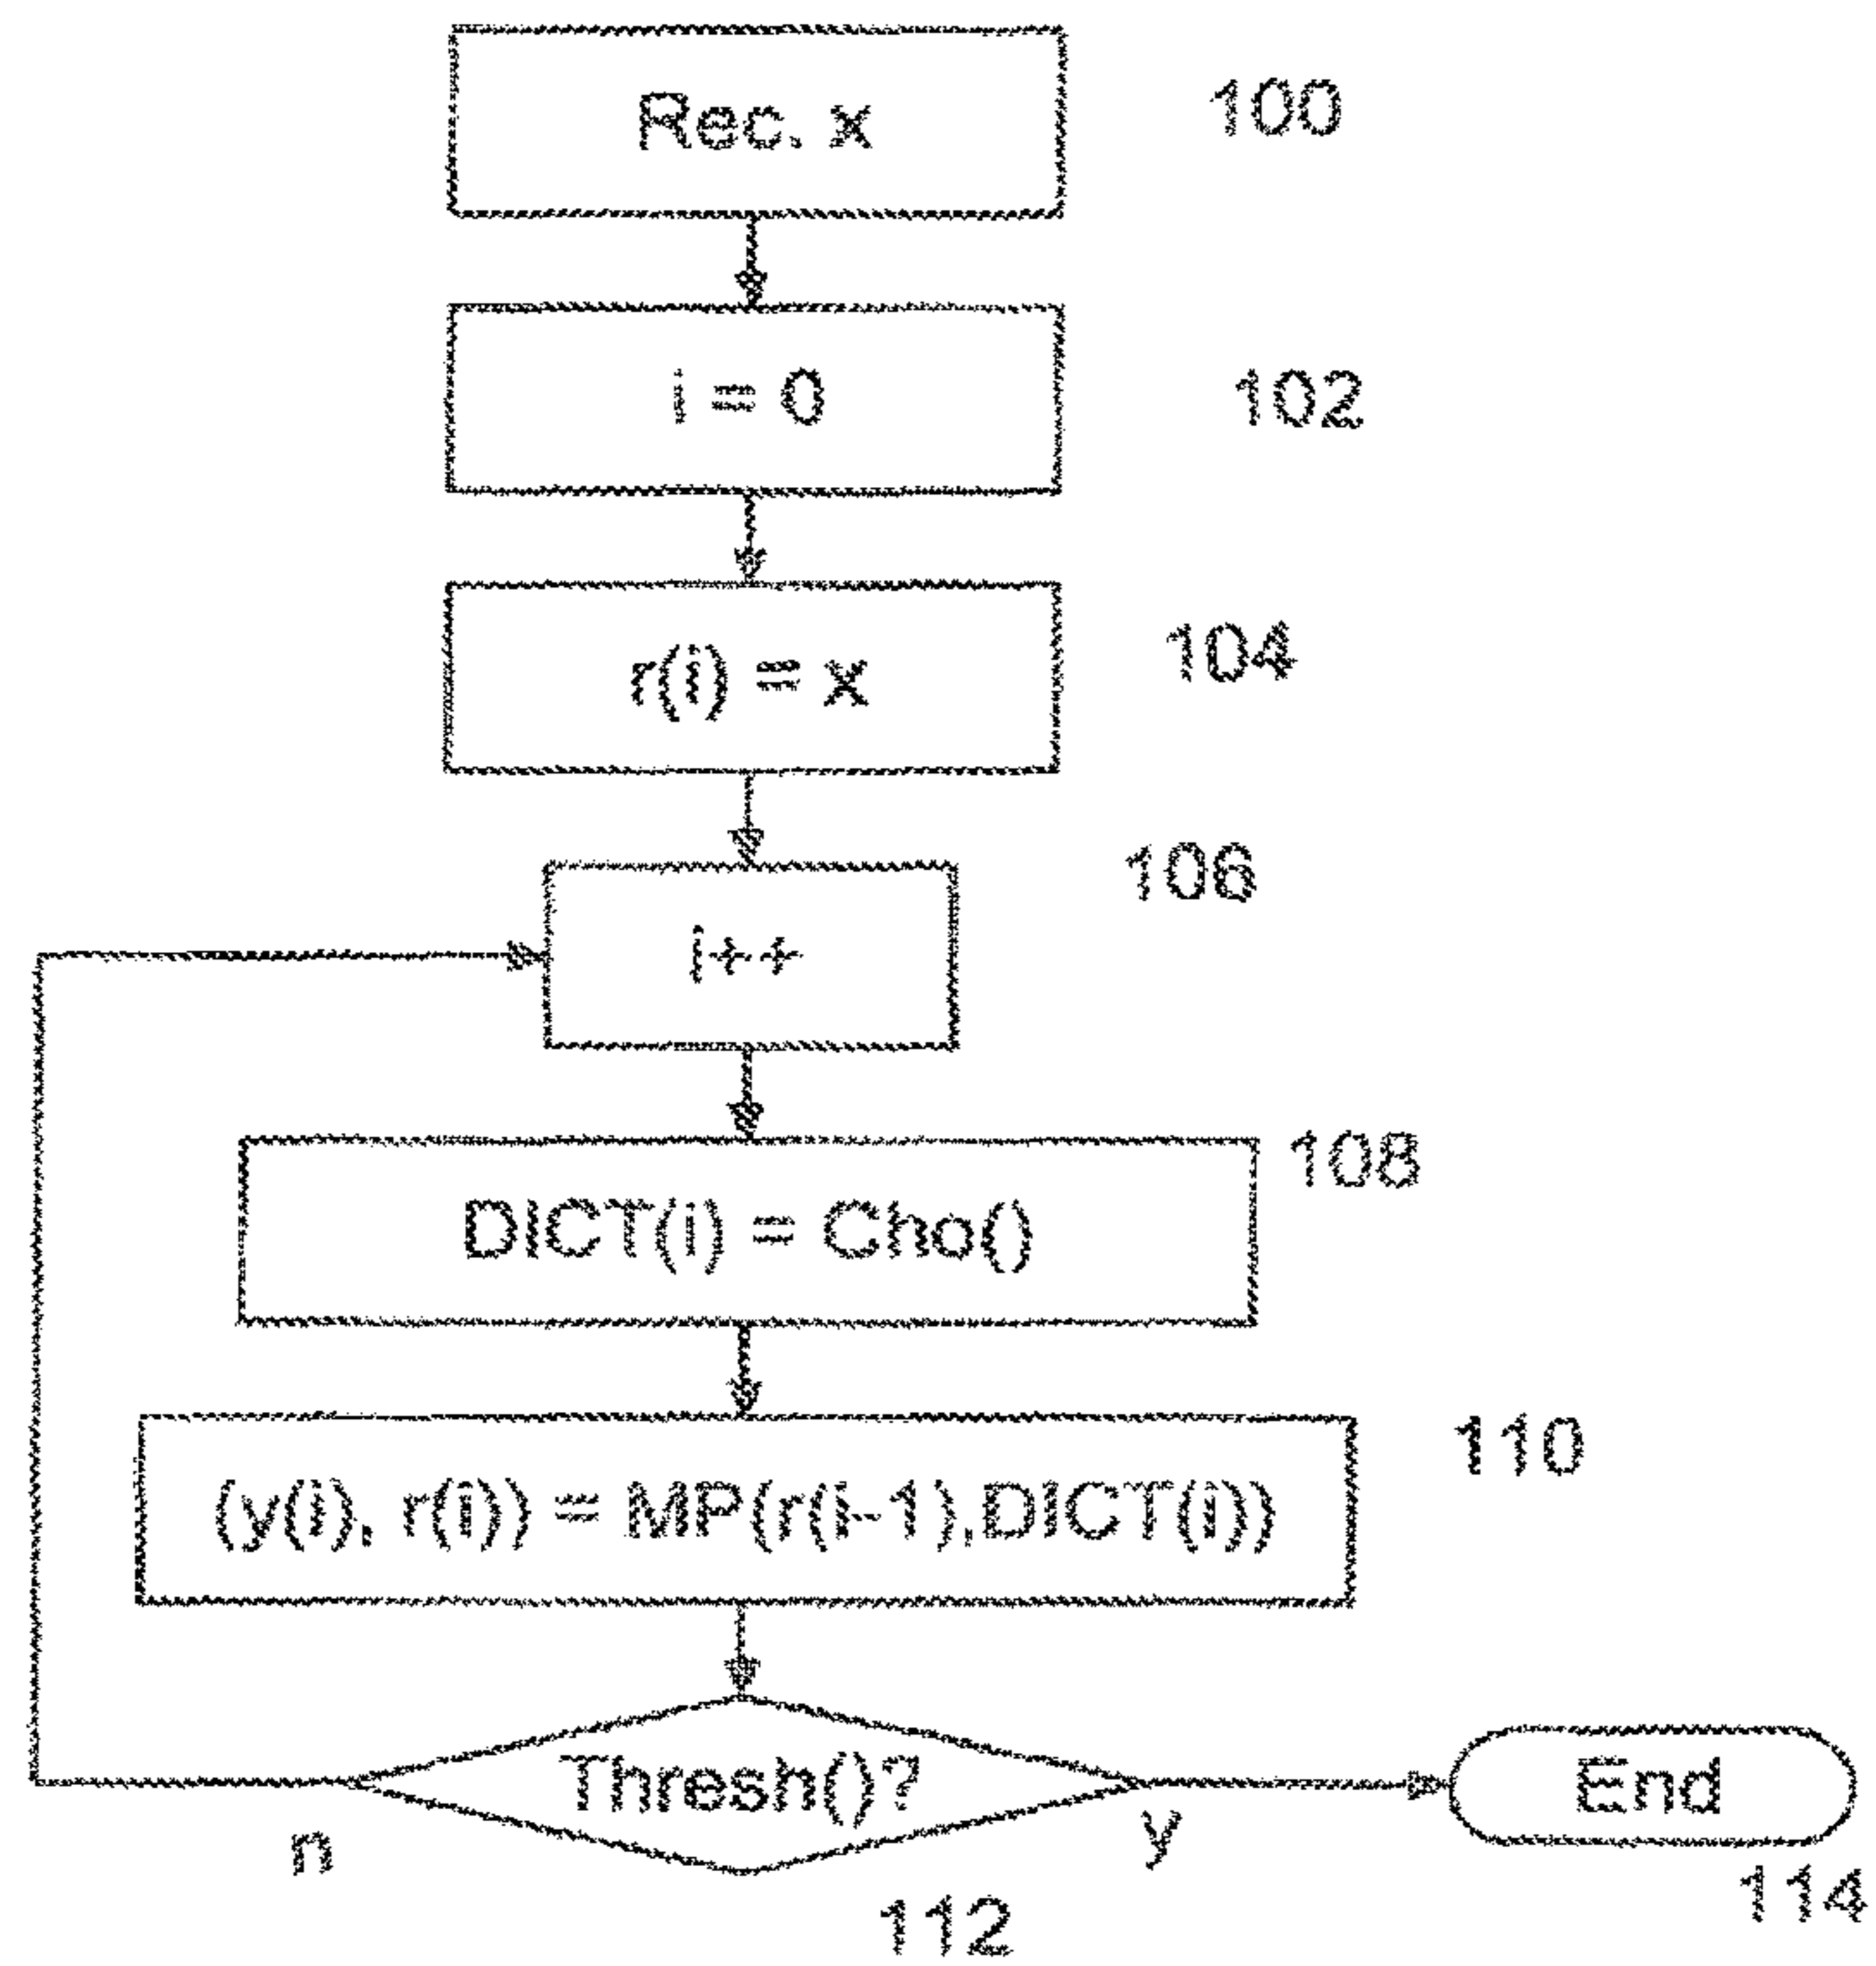 Rec. x
100
i = 0
102
r(i) = x
104
106
i++
108
DICT(i) = Cho()
110
(y(i), r(i)) = MP(r(i-1),DICT(i))
Thresh()?
End
n
y
112
114